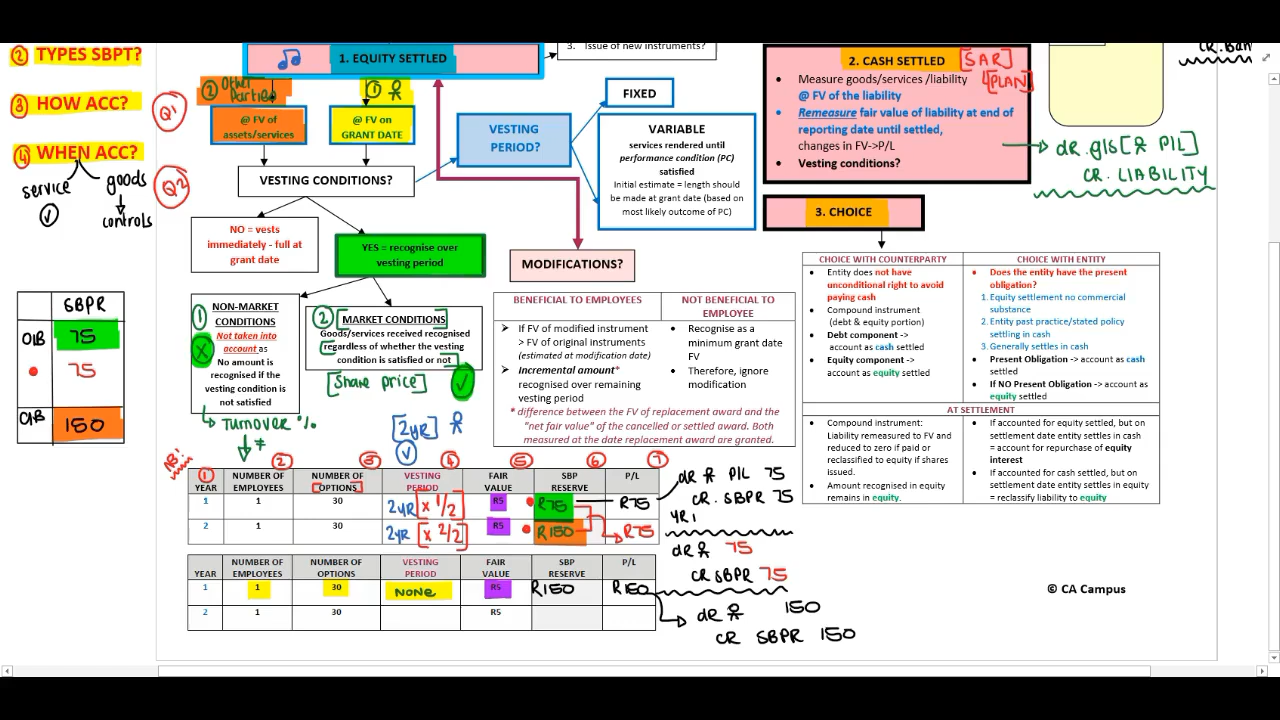 ② TYPES SBPT?
③ HOW ACC?
④ WHEN ACC?
service
goods
controls
Q1
Q2
SBPR
O/B 75
75
C/B 150
1. EQUITY SETTLED
3. Issue of new instruments?
② Other
Parties
①
@ FV of
assets/services
@ FV on
GRANT DATE
VESTING CONDITIONS?
NO = vests
immediately - full at
grant date
YES = recognise over
vesting period
VESTING
PERIOD?
FIXED
VARIABLE
services rendered until
performance condition (PC)
satisfied
Initial estimate = length should
be made at grant date (based
on most likely outcome of PC)
MODIFICATIONS?
①
NON-MARKET
CONDITIONS
Not taken into
account as
No amount is
recognised if the
vesting condition is
not satisfied
TURNOVER %
②
MARKET CONDITIONS
Goods/services received recognised
regardless of whether the vesting
condition is satisfied or not
[Share price]
[2yr]
BENEFICIAL TO EMPLOYEES
NOT BENEFICIAL TO
EMPLOYEE
➢ If FV of modified instrument
> FV of original instruments
(estimated at modification date)
➢ Incremental amount*
recognised over remaining
vesting period
• Recognise as a
minimum grant date
FV
• Therefore, ignore
modification
* difference between the FV of replacement award and the
"net fair value" of the cancelled or settled award. Both
measured at the date replacement award are granted.
2. CASH SETTLED [SAR]
[PLAN]
• Measure goods/services /liability
@ FV of the liability
• Remeasure fair value of liability at end of
reporting date until settled,
changes in FV->P/L
• Vesting conditions?
CR. Ban
dr. g/s [P/L]
CR. LIABILITY
3. CHOICE
CHOICE WITH COUNTERPARTY
• Entity does not have
unconditional right to avoid
paying cash
• Compound instrument
(debt & equity portion)
• Debt component ->
account as cash settled
• Equity component ->
account as equity settled
CHOICE WITH ENTITY
• Does the entity have the present
obligation?
1. Equity settlement no commercial
substance
2. Entity past practice/stated policy
settling in cash
3. Generally settles in cash
• Present Obligation -> account as cash
settled
• If NO Present Obligation -> account as
equity settled
AT SETTLEMENT
• Compound instrument:
Liability remeasured to FV and
reduced to zero if paid or
reclassified to equity if shares
issued.
• Amount recognised in equity
remains in equity.
• If accounted for equity settled, but on
settlement date entity settles in cash
= account for repurchase of equity
interest
• If accounted for cash settled, but on
settlement date entity settles in equity
= reclassify liability to equity
① ② ③ ④ ⑤ ⑥ ⑦
YEAR NUMBER OF EMPLOYEES NUMBER OF OPTIONS VESTING PERIOD FAIR VALUE SBP RESERVE P/L
1 1 30 2yr [x 1/2] R5 R75 R75
2 1 30 2yr [x 2/2] R5 R150 R75
dR P/L 75
CR. SBPR 75
YR1
dR 75
CR SBPR 75
YEAR NUMBER OF EMPLOYEES NUMBER OF OPTIONS VESTING PERIOD FAIR VALUE SBP RESERVE P/L
1 1 30 NONE R5 R150 R150
2 1 30 R5
dR 150
CR SBPR 150
© CA Campus